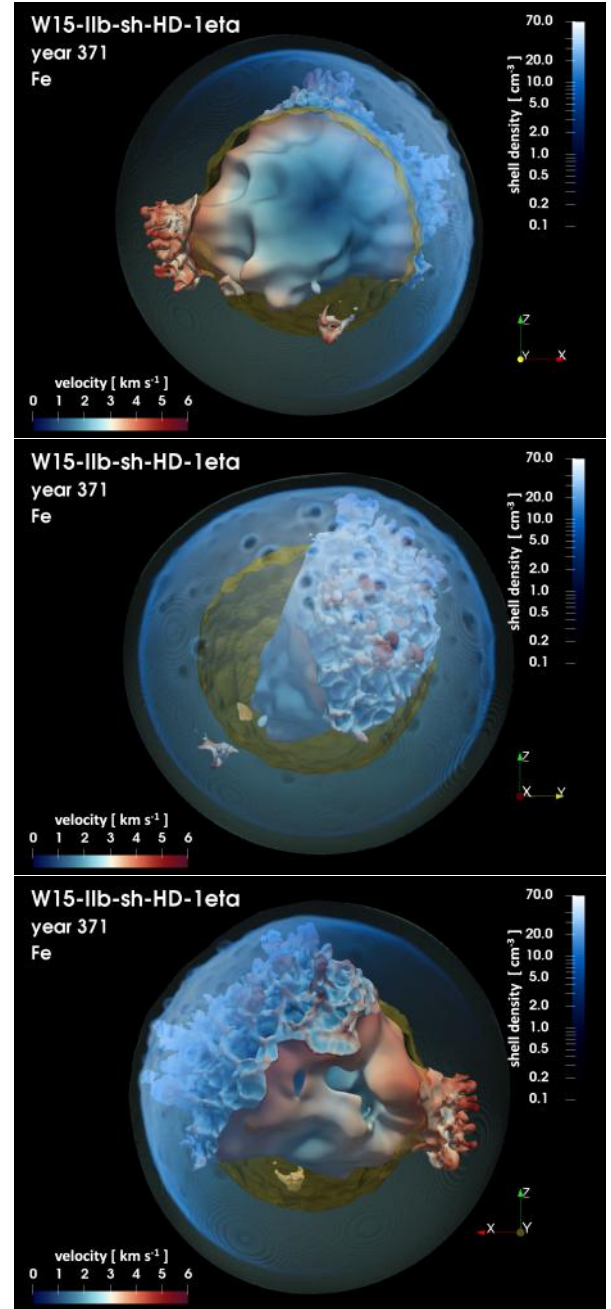 W15-IIb-sh-HD-1eta
year 371
Fe
70.0
20.0
10.0
5.0
2.0
1.0
0.5
0.2
0.1
shell density [ cm⁻³ ]
Z
Y
X
velocity [ km s⁻¹ ]
0 1 2 3 4 5 6
W15-IIb-sh-HD-1eta
year 371
Fe
70.0
20.0
10.0
5.0
2.0
1.0
0.5
0.2
0.1
shell density [ cm⁻³ ]
Z
X Y
velocity [ km s⁻¹ ]
0 1 2 3 4 5 6
W15-IIb-sh-HD-1eta
year 371
Fe
70.0
20.0
10.0
5.0
2.0
1.0
0.5
0.2
0.1
shell density [ cm⁻³ ]
Z
X Y
velocity [ km s⁻¹ ]
0 1 2 3 4 5 6